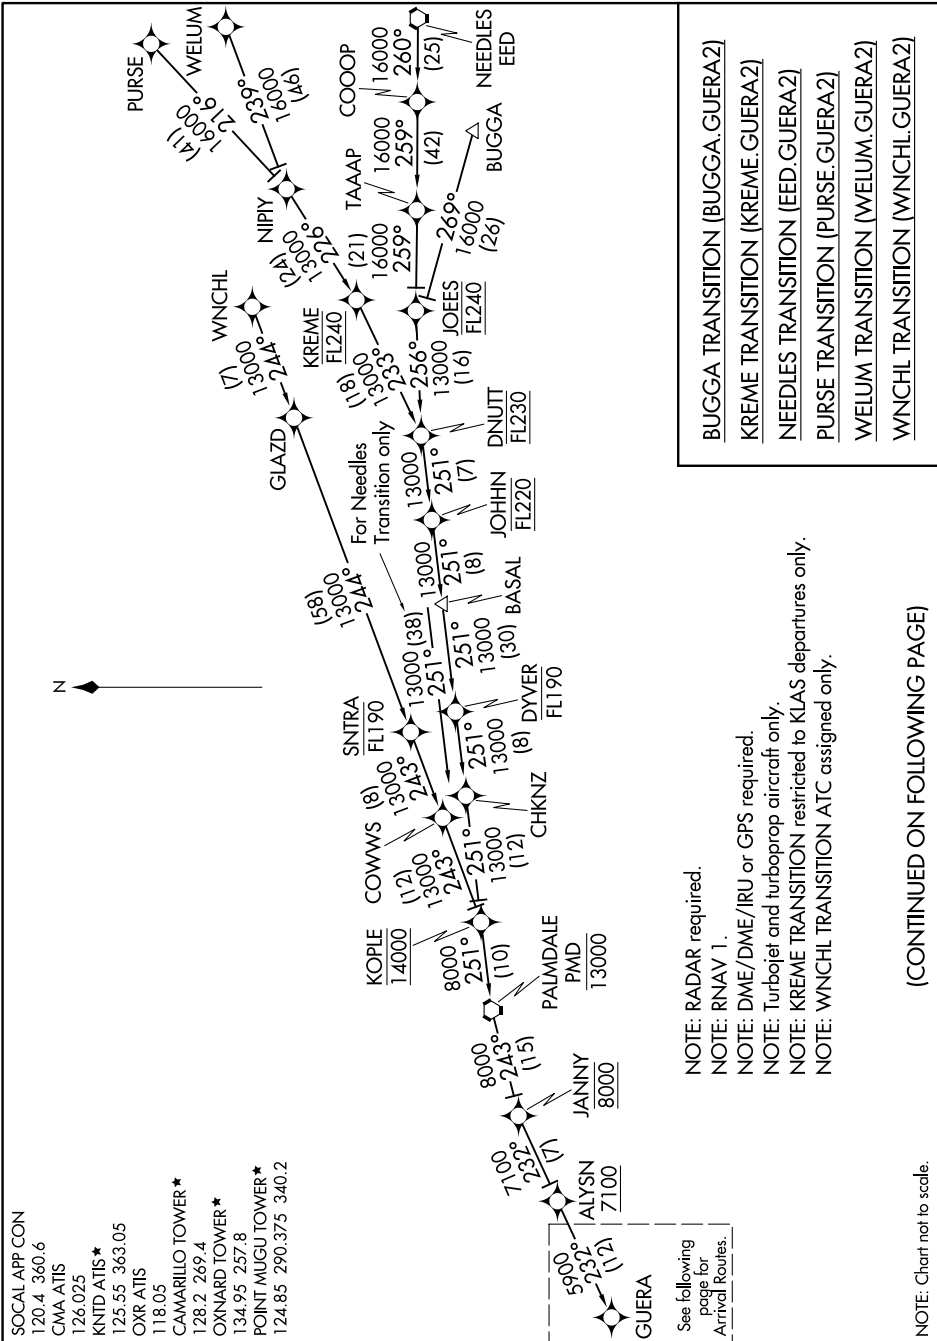 SOCAL APP CON
120.4 360.6
CMA ATIS
126.025
KNTD ATIS★
125.55 363.05
OXR ATIS
118.05
CAMARILLO TOWER★
128.2 269.4
OXNARD TOWER★
134.95 257.8
POINT MUGU TOWER★
124.85 290.375 340.2
N
PURSE
WELUM
(41)
16000
216°
239°
16000
(46)
NIPIY
(24)
13000
226°
KREME
FL240
(18)
13000
233°
WNCHL
(7)
13000
244°
GLAZD
(58)
13000
244°
SNTRA
FL190
(8)
13000
243°
COWWS
(12)
13000
243°
NEEDLES
EED
16000
260°
(25)
COOOP
16000
259°
(42)
TAAAP
(21)
16000
259°
BUGGA
269°
16000
(26)
JOEES
FL240
256°
13000
(16)
DNUTT
FL230
13000
251°
(7)
JOHHN
FL220
13000
251°
(8)
BASAL
251°
13000
(30)
For Needles
Transition only
13000 (38)
251°
DYVER
FL190
251°
13000
(8)
CHKNZ
251°
13000
(12)
KOPLE
14000
8000
251°
(10)
PALMDALE
PMD
13000
8000
243°
(15)
JANNY
8000
7100
232°
(7)
ALYSN
7100
5900
232°
(12)
GUERA
See following
page for
Arrival Routes.
BUGGA TRANSITION (BUGGA.GUERA2)
KREME TRANSITION (KREME.GUERA2)
NEEDLES TRANSITION (EED.GUERA2)
PURSE TRANSITION (PURSE.GUERA2)
WELUM TRANSITION (WELUM.GUERA2)
WNCHL TRANSITION (WNCHL.GUERA2)
NOTE: RADAR required.
NOTE: RNAV 1.
NOTE: DME/DME/IRU or GPS required.
NOTE: Turbojet and turboprop aircraft only.
NOTE: KREME TRANSITION restricted to KLAS departures only.
NOTE: WNCHL TRANSITION ATC assigned only.
(CONTINUED ON FOLLOWING PAGE)
NOTE: Chart not to scale.